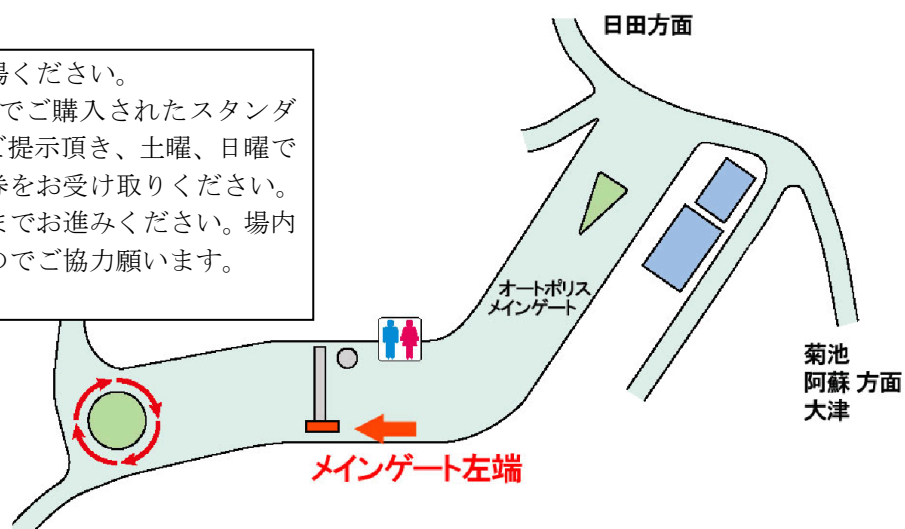 日田方面
場ください。
でご購入されたスタンダ
ご提示頂き、土曜、日曜で
券をお受け取りください。
までお進みください。場内
のでご協力願います。
オートポリス
メインゲート
菊池
阿蘇 方面
大津
メインゲート左端